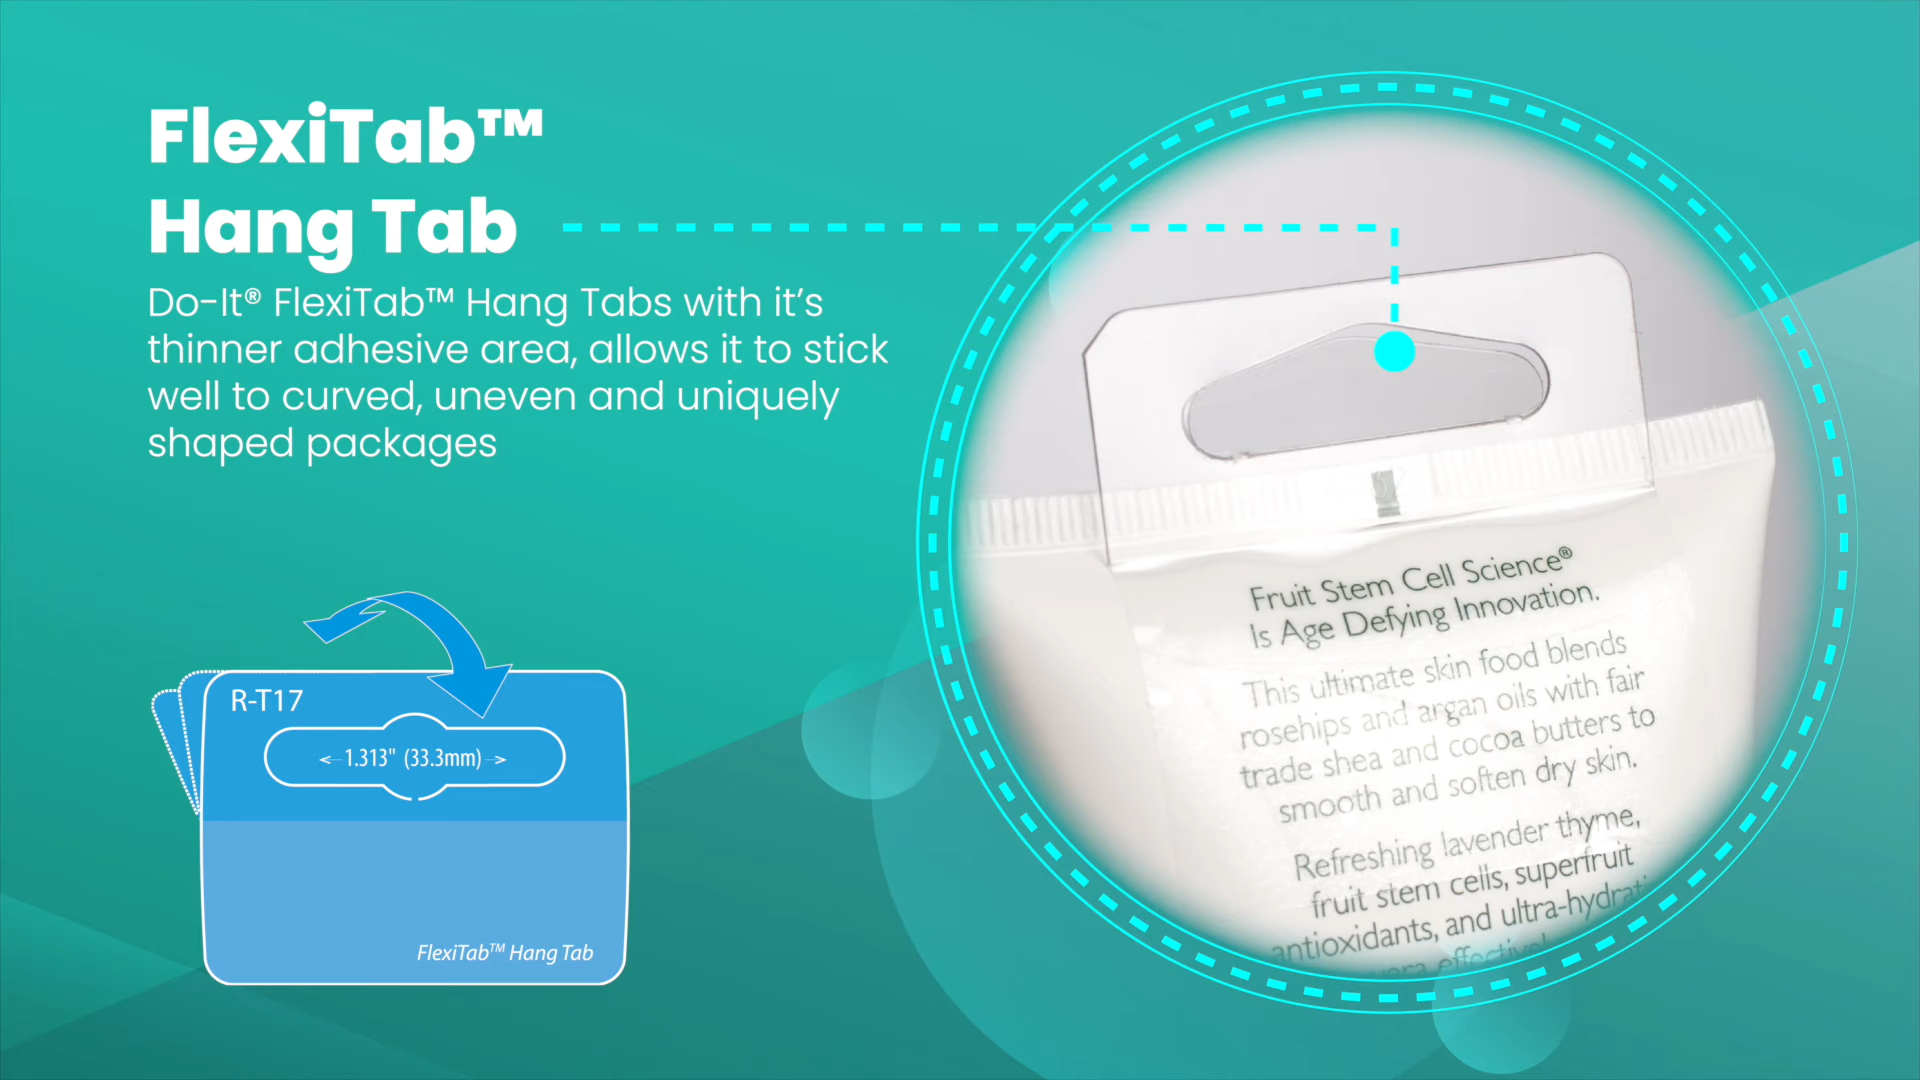 FlexiTab™
Hang Tab
Do-It® FlexiTab™ Hang Tabs with it's
thinner adhesive area, allows it to stick
well to curved, uneven and uniquely
shaped packages
R-T17
1.313" (33.3mm)
FlexiTab™ Hang Tab
Fruit Stem Cell Science®
Is Age Defying Innovation.
This ultimate skin food blends
rosehips and argan oils with fair
trade shea and cocoa butters to
smooth and soften dry skin.
Refreshing lavender thyme,
fruit stem cells, superfruit
antioxidants, and